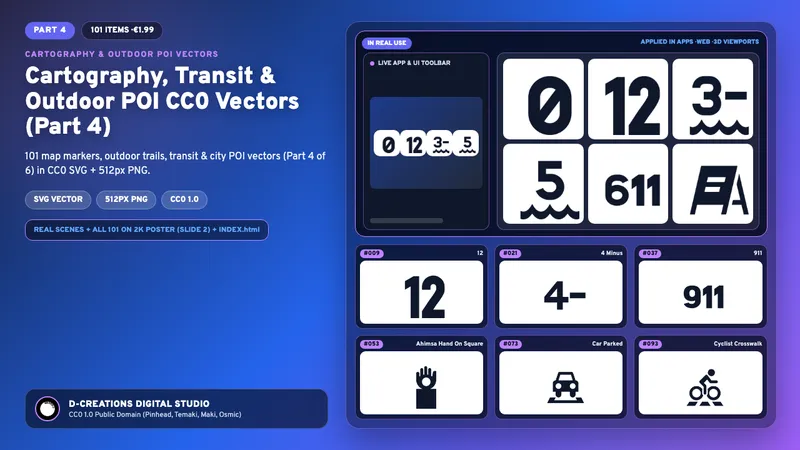 PART 4
101 ITEMS ·€1.99
CARTOGRAPHY & OUTDOOR POI VECTORS
Cartography, Transit &
Outdoor POI CC0 Vectors
(Part 4)
101 map markers, outdoor trails, transit & city POI vectors (Part 4 of
6) in CC0 SVG + 512px PNG.
SVG VECTOR
512PX PNG
CC0 1.0
REAL SCENES + ALL 101 ON 2K POSTER (SLIDE 2) + INDEX.html
D-CREATIONS DIGITAL STUDIO
CC0 1.0 Public Domain (Pinhead, Temaki, Maki, Osmic)
IN REAL USE
APPLIED IN APPS ·WEB ·3D VIEWPORTS
LIVE APP & UI TOOLBAR
0 12 3- 5
0 12 3-
5 611
#009 12
12
#021 4 Minus
4-
#037 911
911
#053 Ahimsa Hand On Square
#073 Car Parked
#093 Cyclist Crosswalk